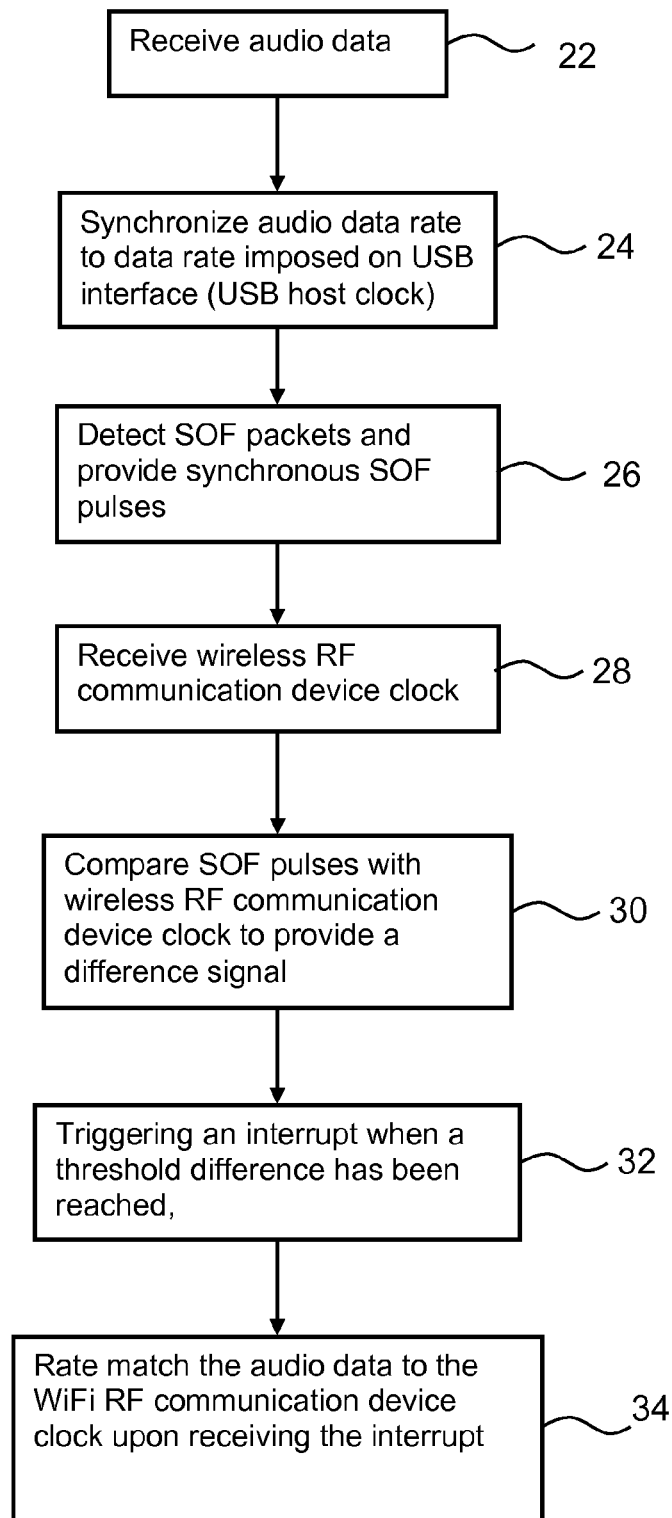 Receive audio data
22
Synchronize audio data rate
to data rate imposed on USB
interface (USB host clock)
24
Detect SOF packets and
provide synchronous SOF
pulses
26
Receive wireless RF
communication device clock
28
Compare SOF pulses with
wireless RF communication
device clock to provide a
difference signal
30
Triggering an interrupt when a
threshold difference has been
reached,
32
Rate match the audio data to the
WiFi RF communication device
clock upon receiving the interrupt
34